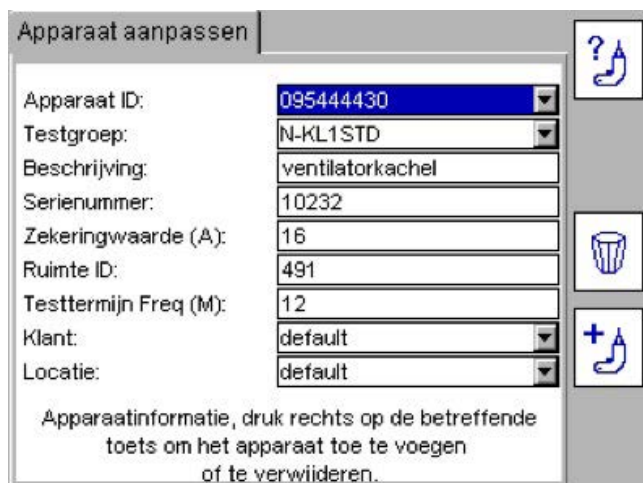 Apparaat aanpassen
?
Apparaat ID: 095444430
Testgroep: N-KL1STD
Beschrijving: ventilatorkachel
Serienummer: 10232
Zekeringwaarde (A): 16
Ruimte ID: 491
Testtermijn Freq (M): 12
Klant: default
+
Locatie: default
Apparaatinformatie, druk rechts op de betreffende
toets om het apparaat toe te voegen
of te verwijderen.